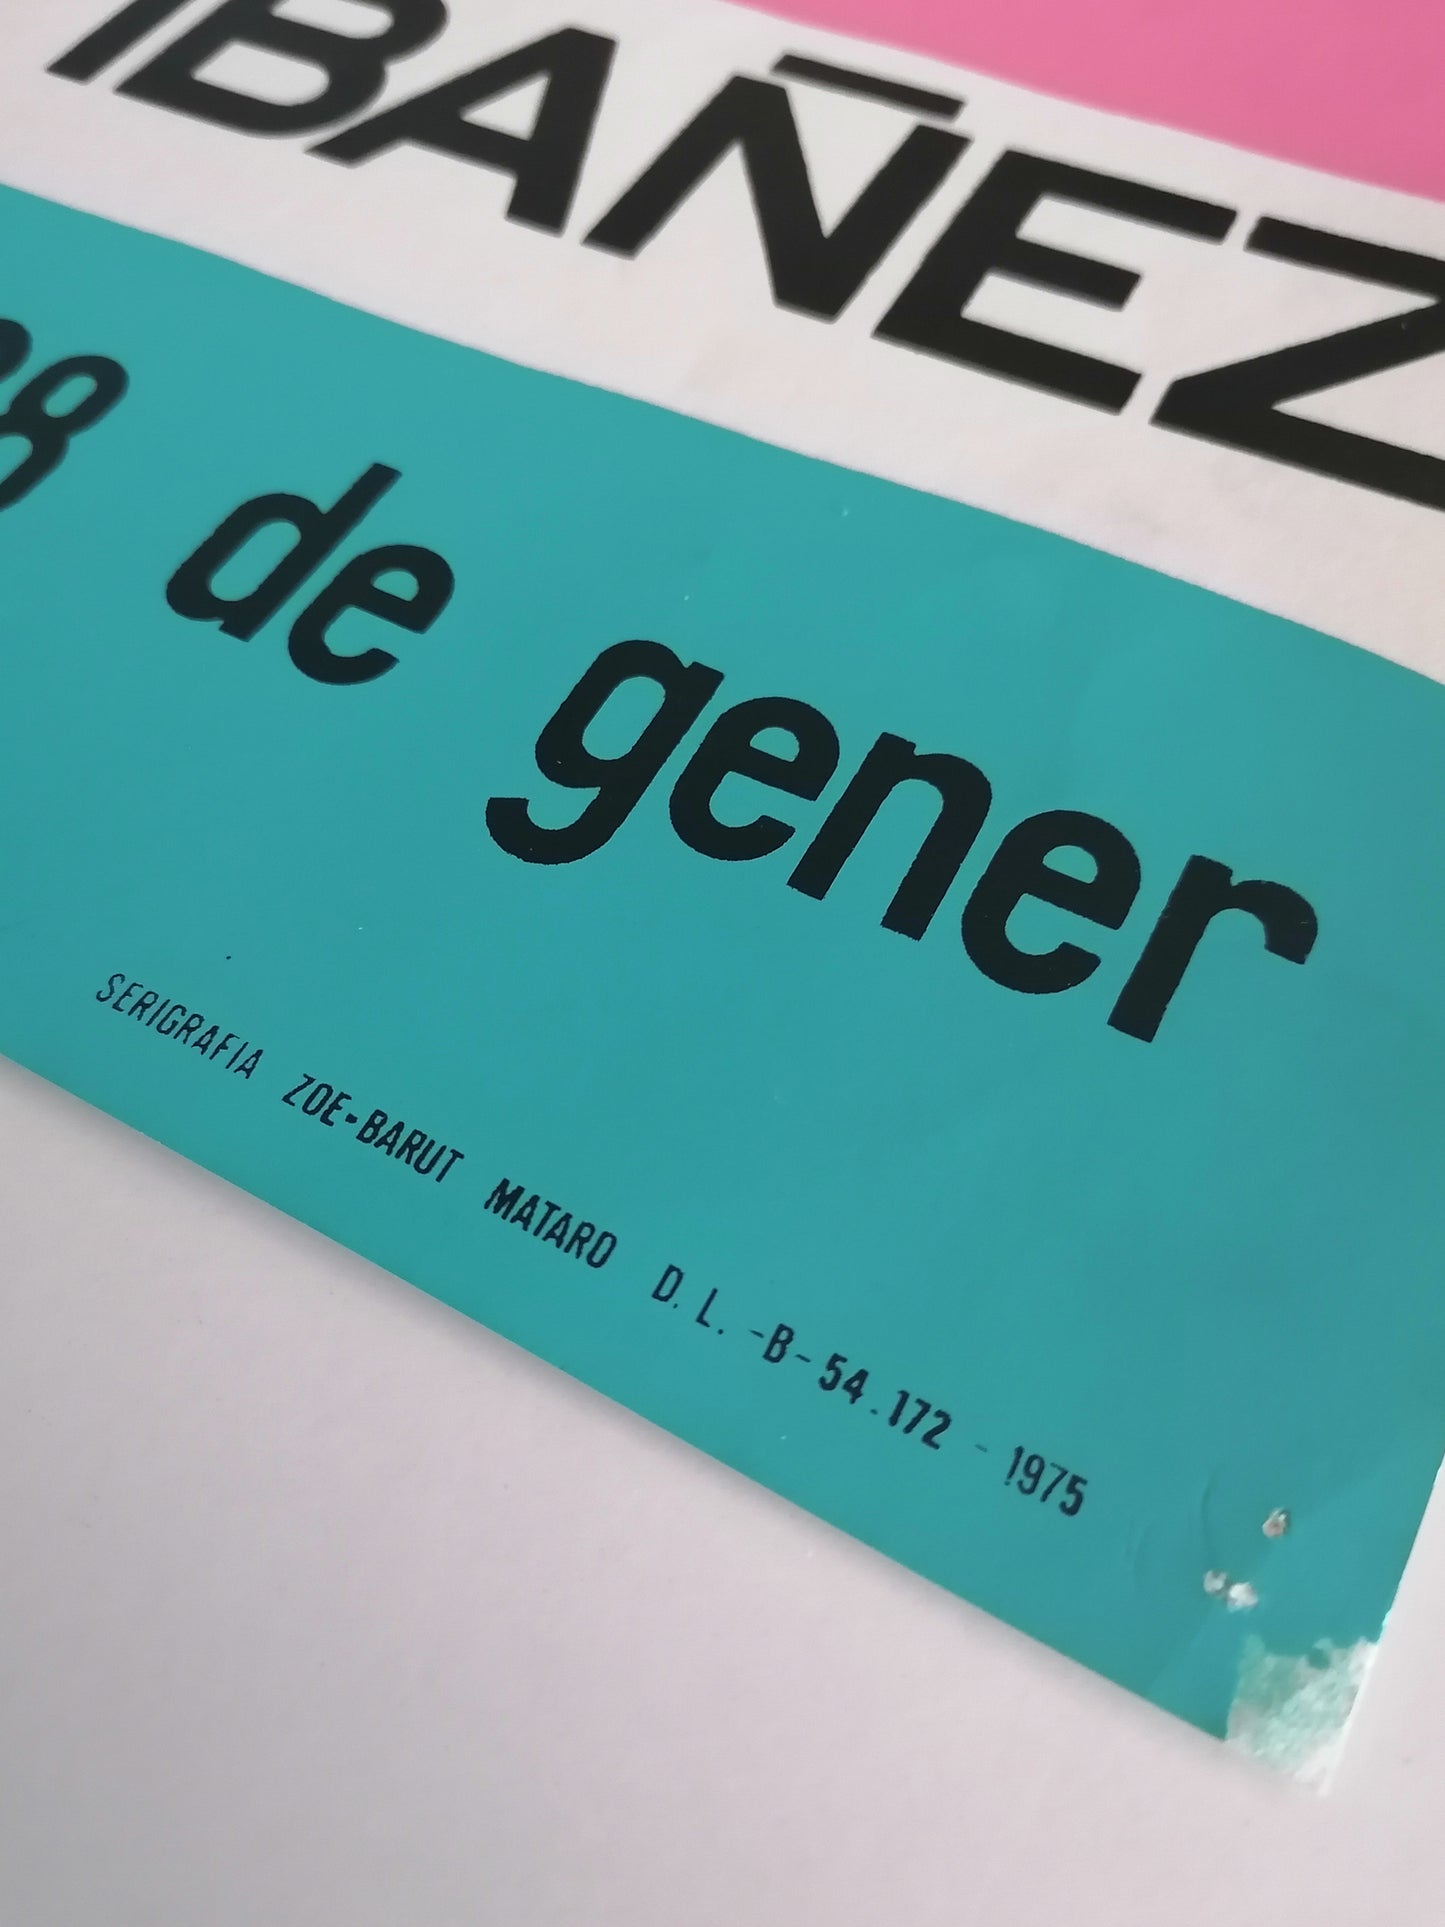 IBAÑEZ
28 de gener
SERIGRAFIA ZOE-BARUT MATARO D. L. -B-54.172 - 1975